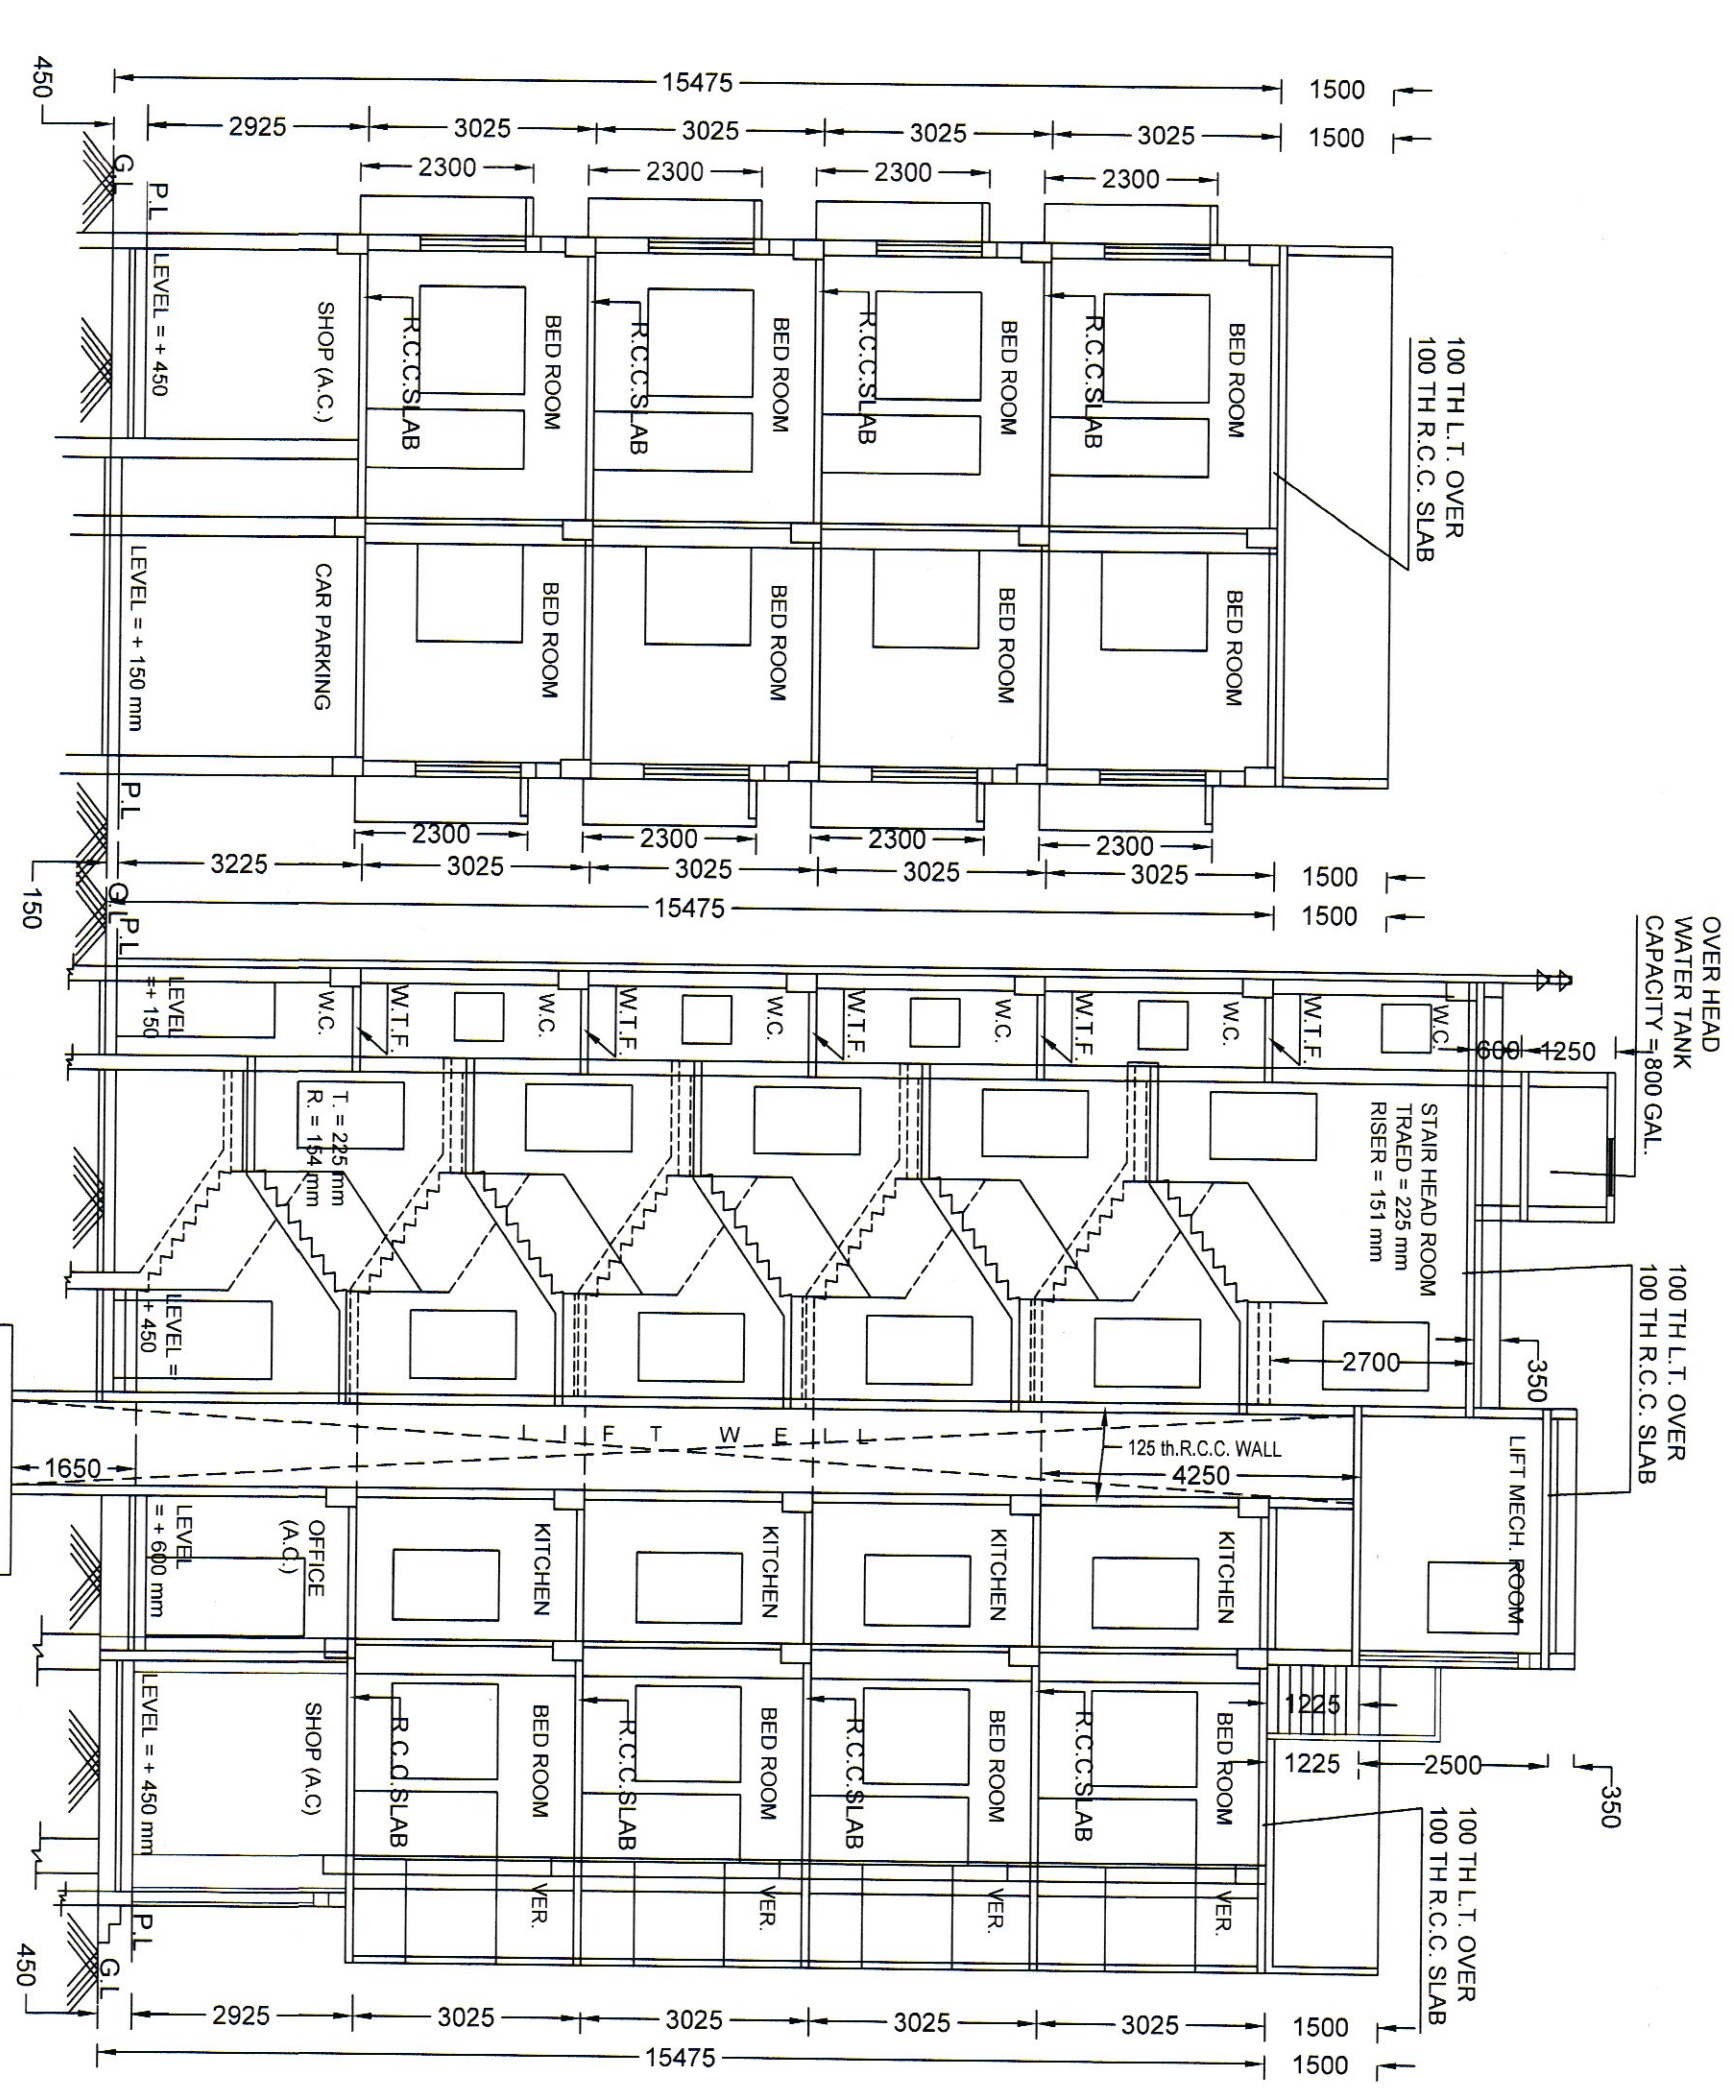 450
15475
1500
2925
3025
3025
3025
3025
1500
2300
2300
2300
2300
G.L
P.L
LEVEL = + 450
SHOP (A.C.)
BED ROOM
R.C.C.SLAB
BED ROOM
R.C.C.SLAB
BED ROOM
R.C.C.SLAB
BED ROOM
R.C.C.SLAB
100 TH L.T. OVER
100 TH R.C.C. SLAB
LEVEL = + 150 mm
CAR PARKING
BED ROOM
BED ROOM
BED ROOM
BED ROOM
P.L
2300
2300
2300
2300
3225
3025
3025
3025
3025
1500
150
15475
1500
G.L
P.L
OVER HEAD
WATER TANK
CAPACITY = 800 GAL.
LEVEL
=+ 150
W.C.
W.T.F.
W.C.
W.T.F.
W.C.
W.T.F.
W.C.
W.T.F.
W.C.
W.T.F.
W.C.
600
1250
T. = 225 mm
R. = 154 mm
STAIR HEAD ROOM
TRAED = 225 mm
RISER = 151 mm
100 TH L.T. OVER
100 TH R.C.C. SLAB
LEVEL =
+ 450
2700
350
LIFT WELL
125 th.R.C.C. WALL
1650
4250
LIFT MECH. ROOM
LEVEL
= + 600 mm
OFFICE
(A.C.)
KITCHEN
KITCHEN
KITCHEN
KITCHEN
LEVEL = + 450 mm
SHOP (A.C)
BED ROOM
R.C.C.SLAB
BED ROOM
R.C.C.SLAB
BED ROOM
R.C.C.SLAB
BED ROOM
R.C.C.SLAB
1225
1225
2500
350
100 TH L.T. OVER
100 TH R.C.C. SLAB
VER.
VER.
VER.
VER.
P.L
G.L
450
2925
3025
3025
3025
3025
1500
15475
1500